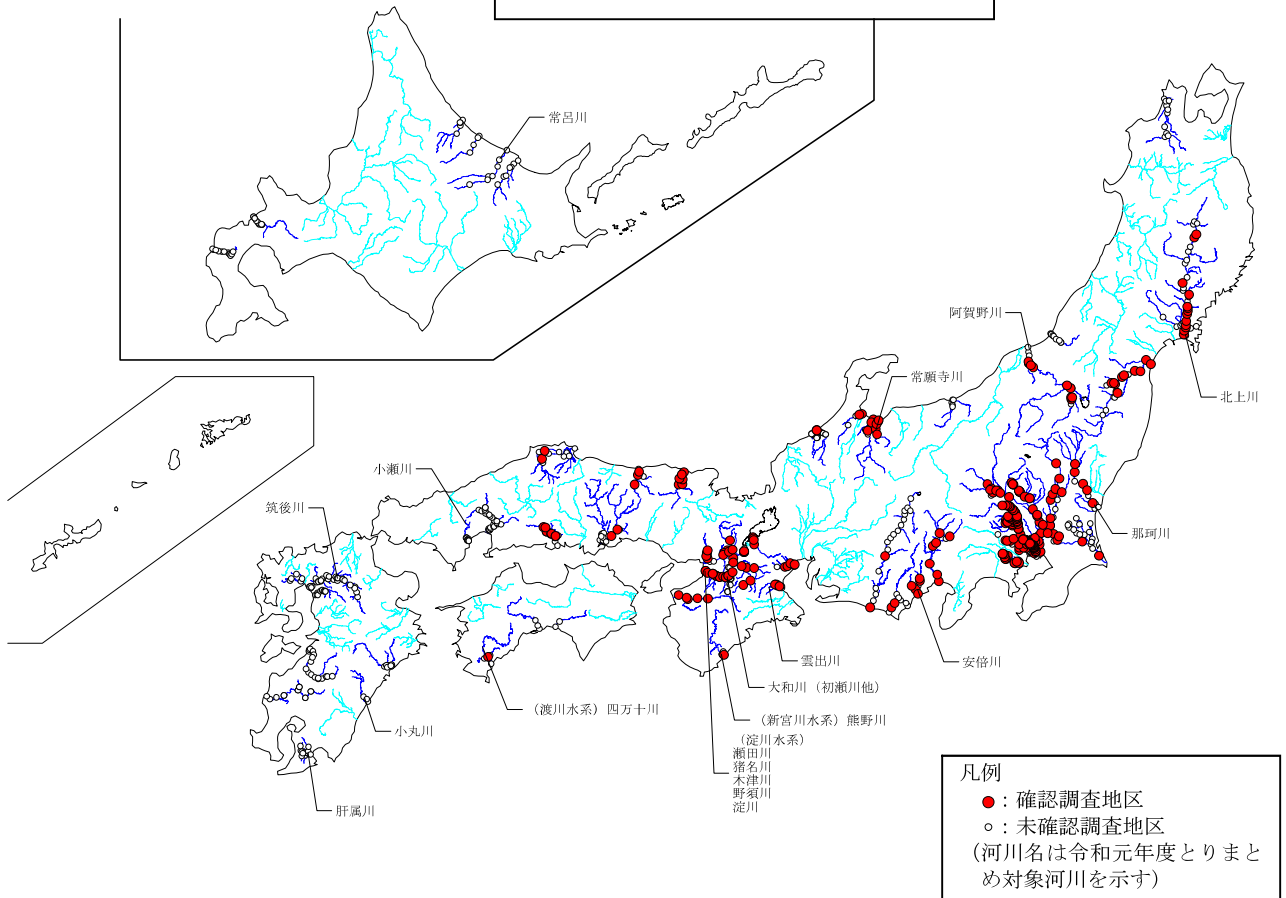 常呂川
阿賀野川
常願寺川
北上川
小瀬川
筑後川
那珂川
雲出川
安倍川
大和川（初瀬川他）
（渡川水系）四万十川
（新宮川水系）熊野川
小丸川
（淀川水系）
瀬田川
猪名川
木津川
野須川
淀川
肝属川
凡例
：確認調査地区
：未確認調査地区
（河川名は令和元年度とりまと
め対象河川を示す）